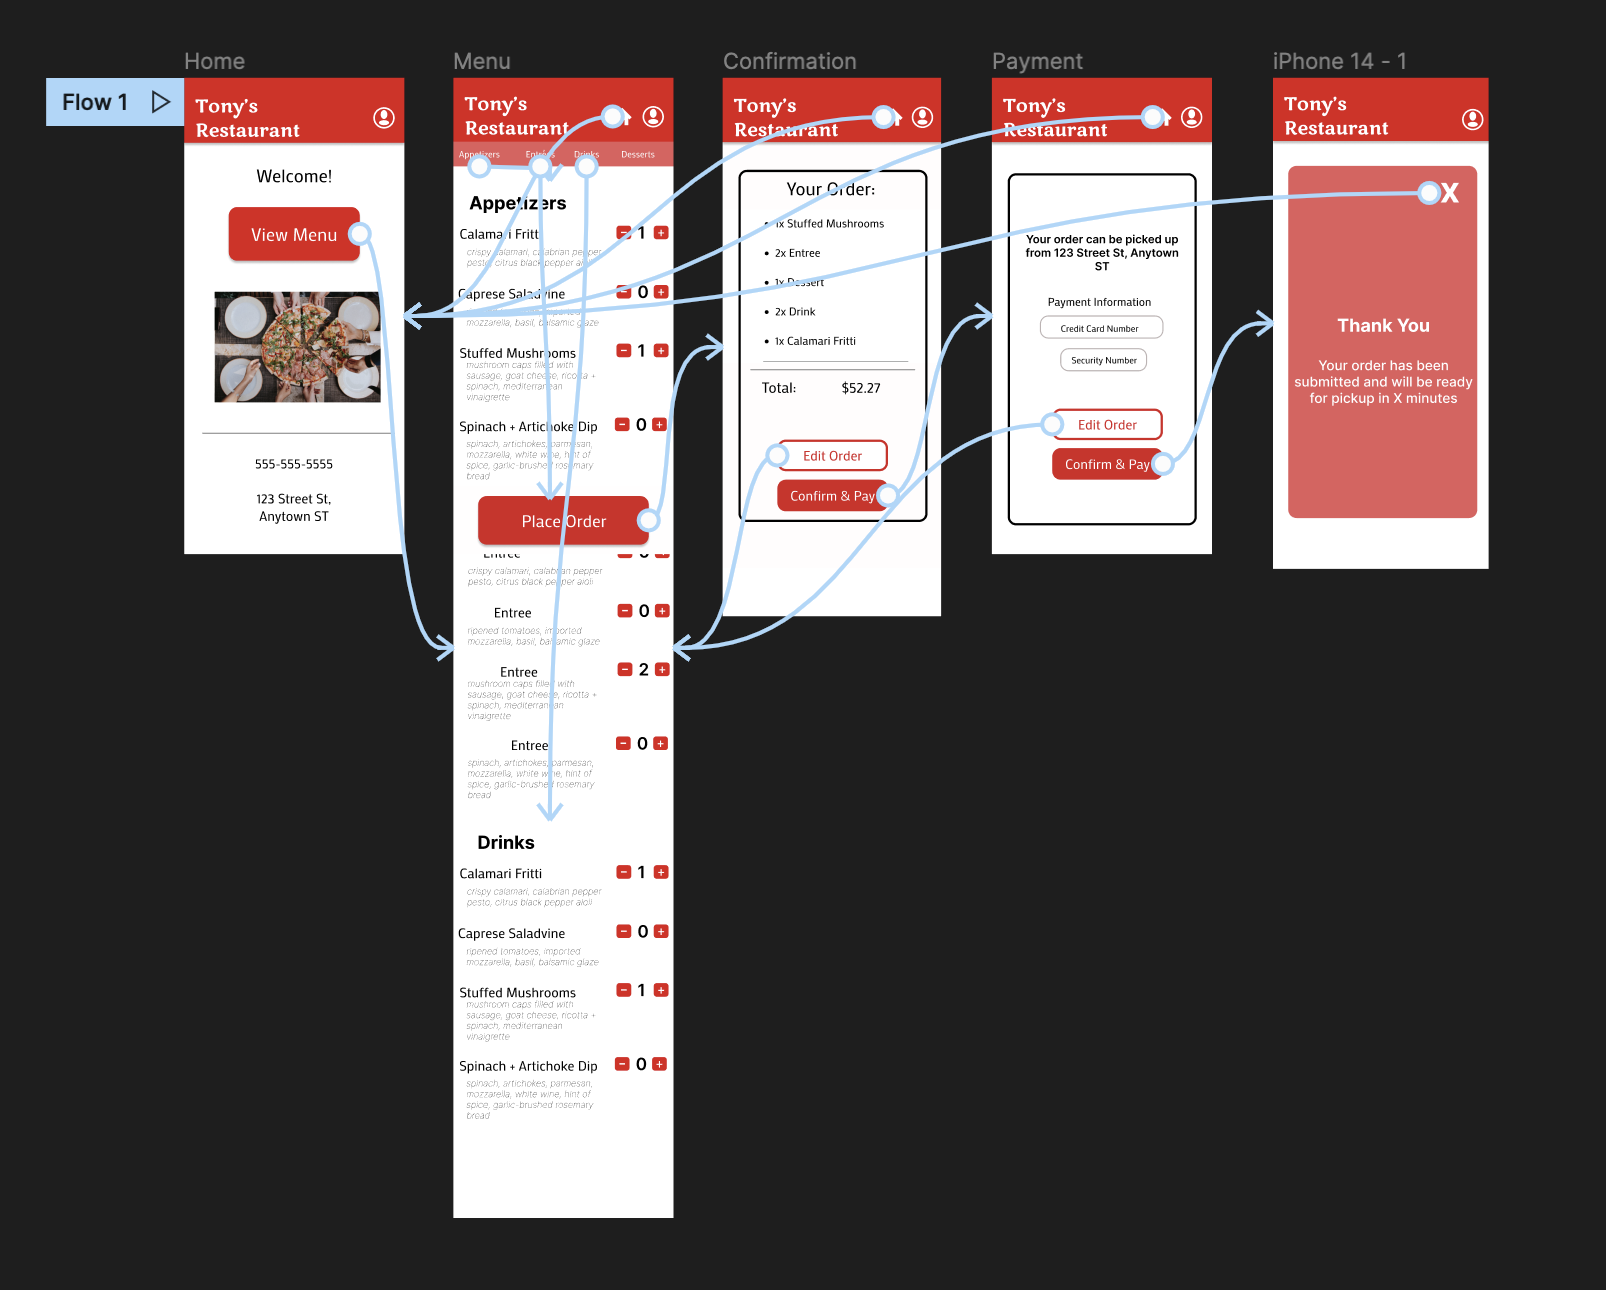 Flow 1
Home
Tony's
Restaurant
Welcome!
View Menu
555-555-5555
123 Street St,
Anytown ST
Menu
Tony's
Restaurant
Appetizers Entrées Drinks Desserts
Appetizers
Calamari Fritti - 1 +
crispy calamari, calabrian pepper
pesto, citrus black pepper aioli
Caprese Saladvine - 0 +
mozzarella, basil, balsamic glaze
Stuffed Mushrooms - 1 +
mushroom caps filled with
sausage, goat cheese, ricotta +
spinach, mediterranean
vinaigrette
Spinach + Artichoke Dip - 0 +
spinach, artichokes, parmesan,
mozzarella, white wine, hint of
spice, garlic-brushed rosemary
bread
Place Order
Entree
crispy calamari, calabrian pepper
pesto, citrus black pepper aioli
Entree - 0 +
ripened tomatoes, imported
mozzarella, basil, balsamic glaze
Entree - 2 +
mushroom caps filled with
sausage, goat cheese, ricotta +
spinach, mediterranean
vinaigrette
Entree - 0 +
spinach, artichokes, parmesan,
mozzarella, white wine, hint of
spice, garlic-brushed rosemary
bread
Drinks
Calamari Fritti - 1 +
crispy calamari, calabrian pepper
pesto, citrus black pepper aioli
Caprese Saladvine - 0 +
ripened tomatoes, imported
mozzarella, basil, balsamic glaze
Stuffed Mushrooms - 1 +
mushroom caps filled with
sausage, goat cheese, ricotta +
spinach, mediterranean
vinaigrette
Spinach + Artichoke Dip - 0 +
spinach, artichokes, parmesan,
mozzarella, white wine, hint of
spice, garlic-brushed rosemary
bread
Confirmation
Tony's
Restaurant
Your Order:
• 1x Stuffed Mushrooms
• 2x Entree
• 1x Dessert
• 2x Drink
• 1x Calamari Fritti
Total: $52.27
Edit Order
Confirm & Pay
Payment
Tony's
Restaurant
Your order can be picked up
from 123 Street St, Anytown
ST
Payment Information
Credit Card Number
Security Number
Edit Order
Confirm & Pay
iPhone 14 - 1
Tony's
Restaurant
X
Thank You
Your order has been
submitted and will be ready
for pickup in X minutes